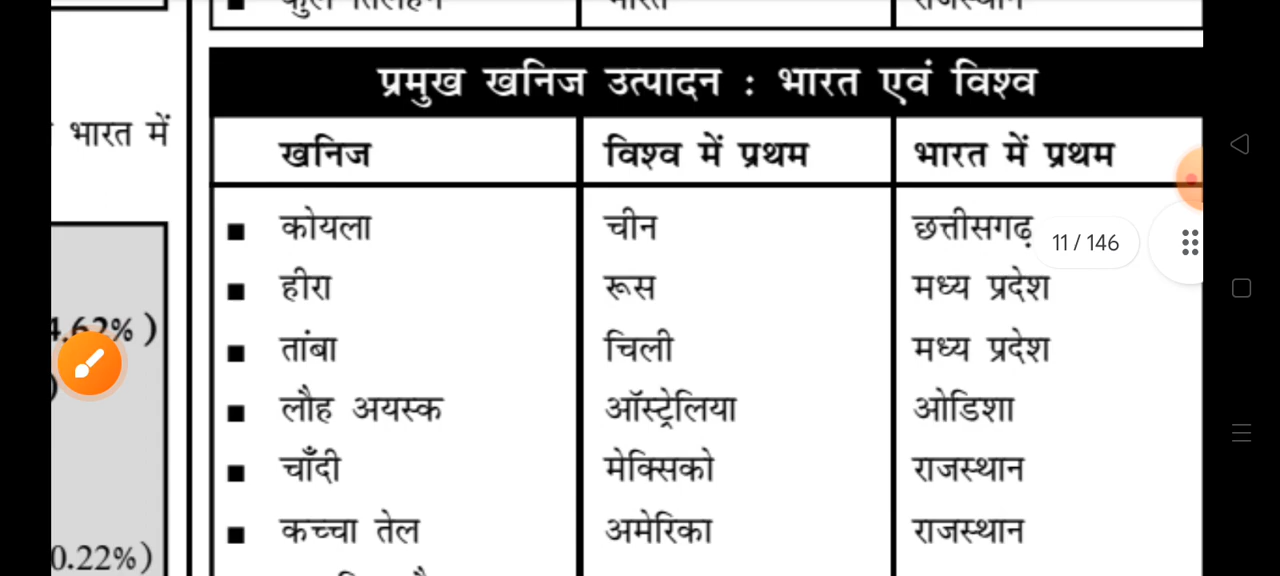 भारत में
4.62% )
)
0.22%)
प्रमुख खनिज उत्पादन : भारत एवं विश्व
खनिज विश्व में प्रथम भारत में प्रथम
■ कोयला चीन छत्तीसगढ़
11 / 146
■ हीरा रूस मध्य प्रदेश
■ तांबा चिली मध्य प्रदेश
■ लौह अयस्क ऑस्ट्रेलिया ओडिशा
■ चाँदी मेक्सिको राजस्थान
■ कच्चा तेल अमेरिका राजस्थान